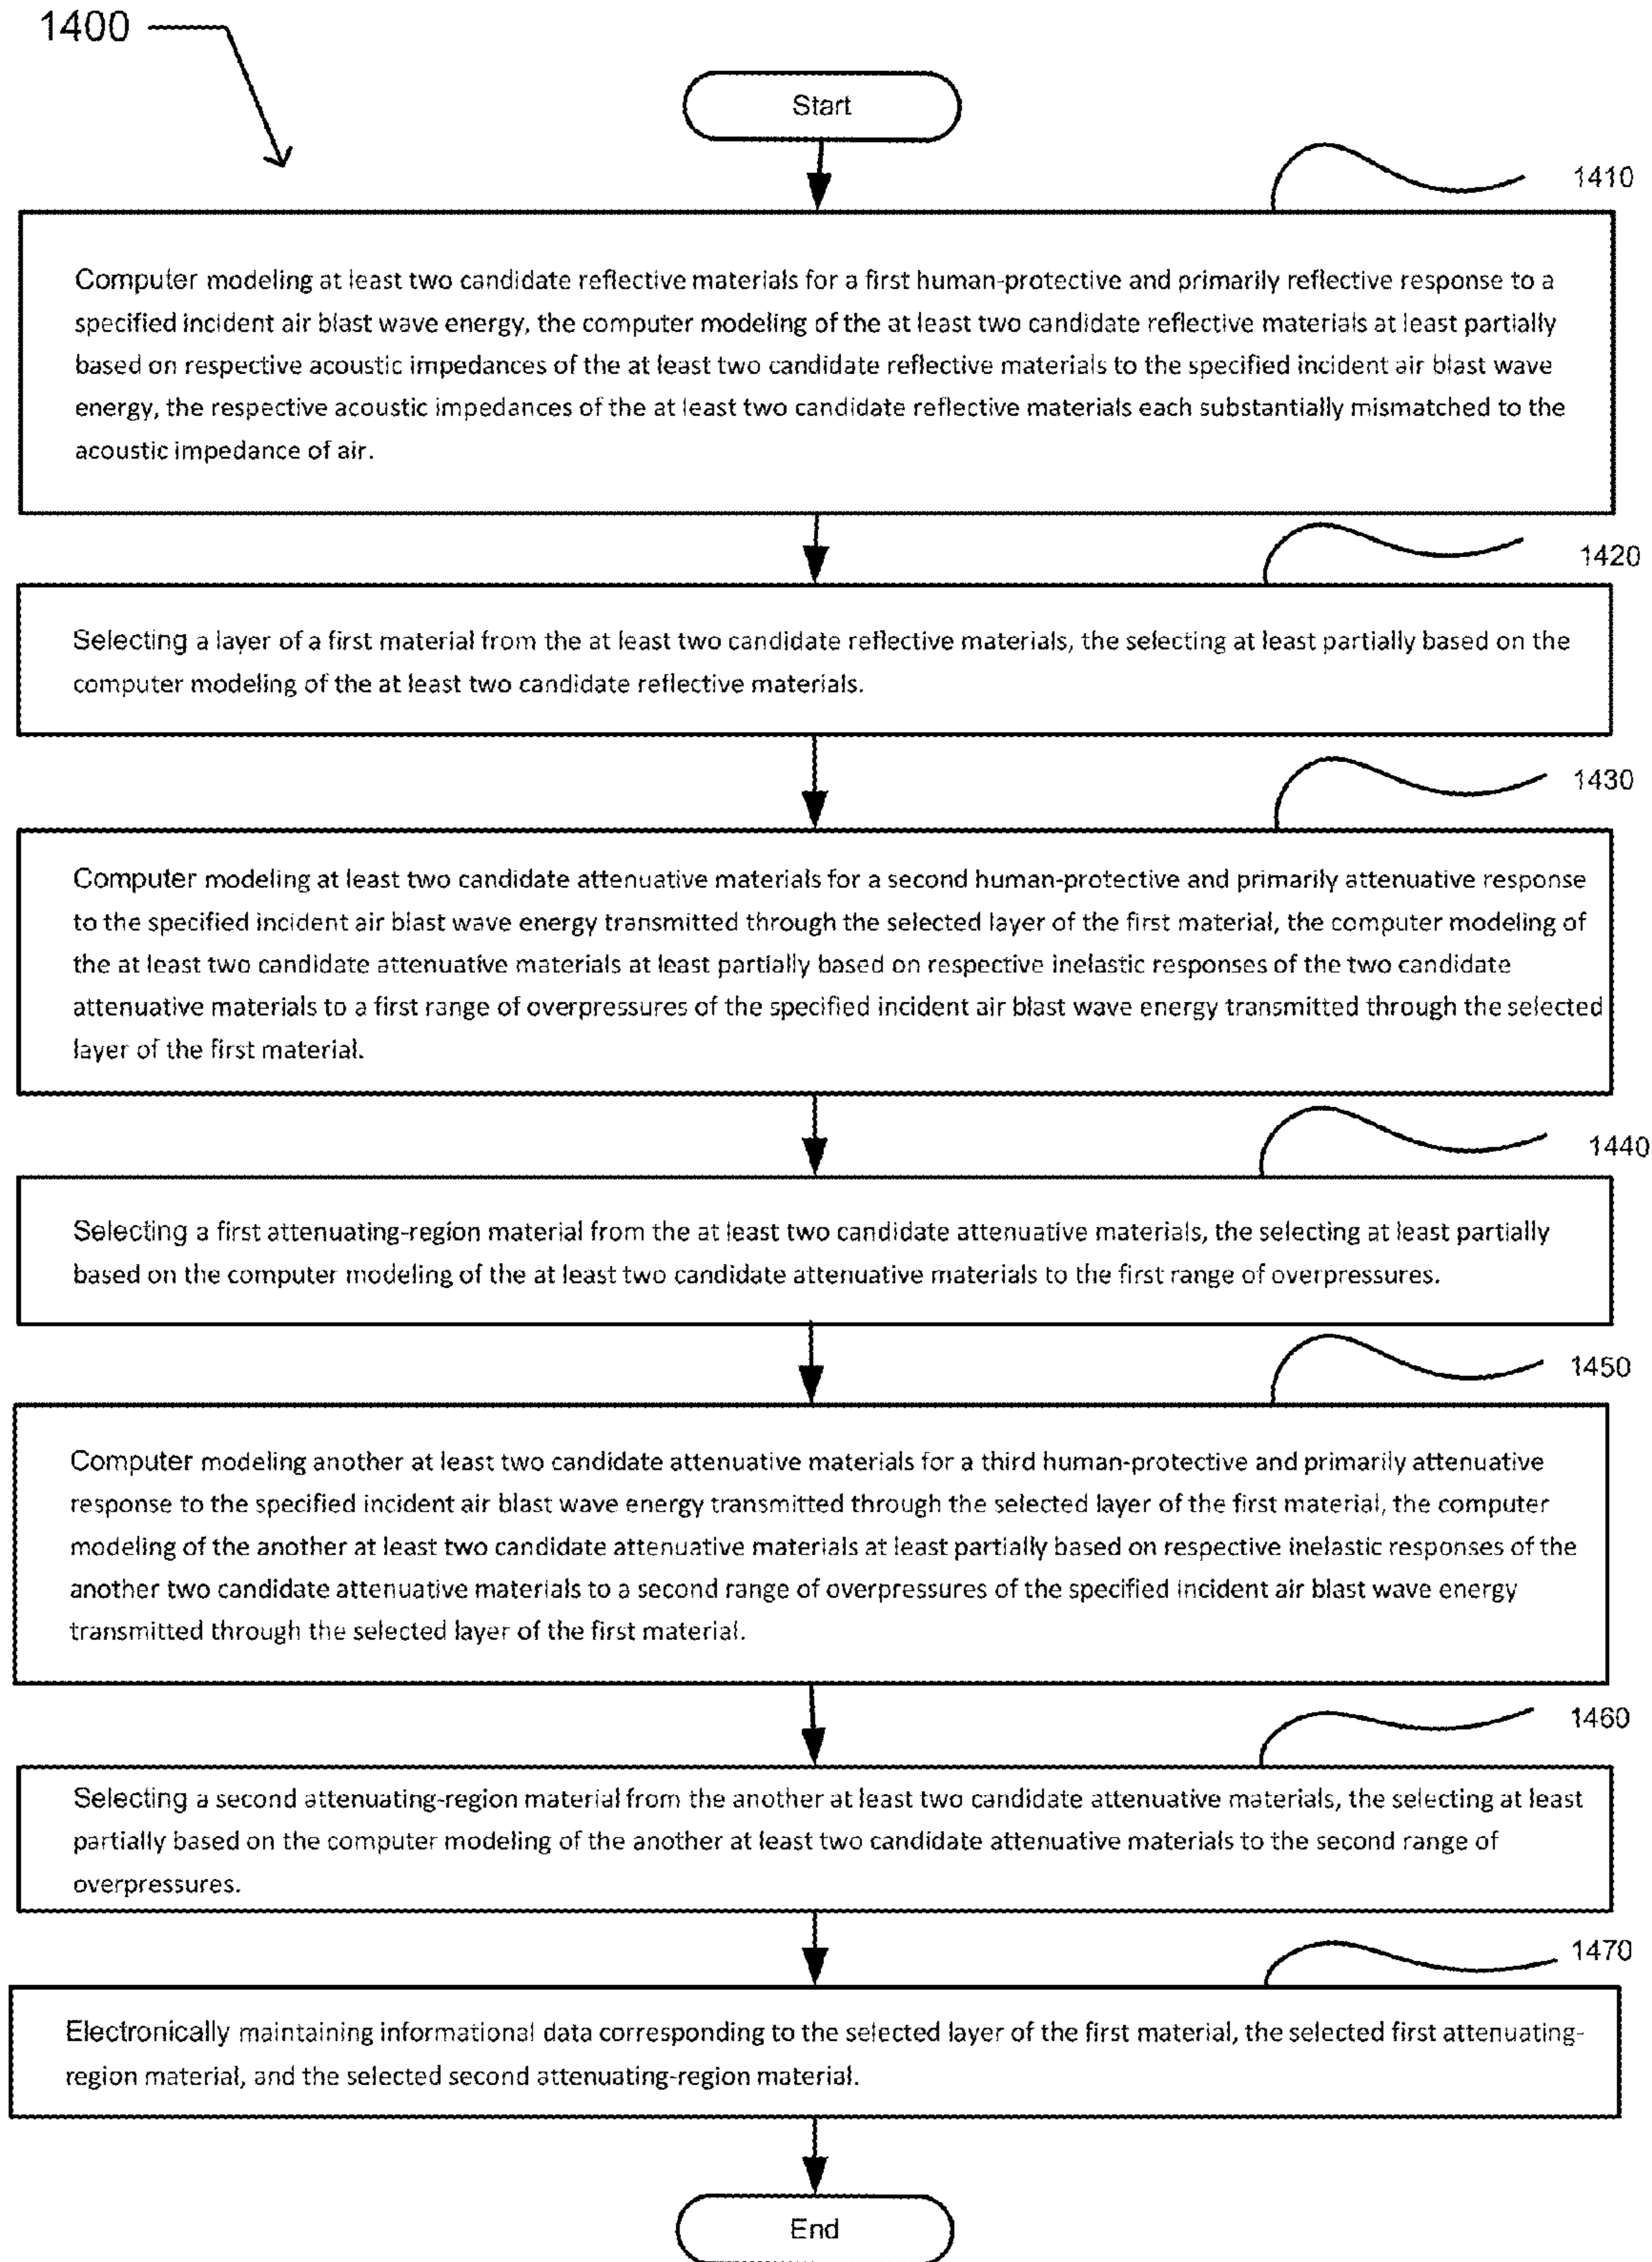 1400
Start
1410
Computer modeling at least two candidate reflective materials for a first human-protective and primarily reflective response to a
specified incident air blast wave energy, the computer modeling of the at least two candidate reflective materials at least partially
based on respective acoustic impedances of the at least two candidate reflective materials to the specified incident air blast wave
energy, the respective acoustic impedances of the at least two candidate reflective materials each substantially mismatched to the
acoustic impedance of air.
1420
Selecting a layer of a first material from the at least two candidate reflective materials, the selecting at least partially based on the
computer modeling of the at least two candidate reflective materials.
1430
Computer modeling at least two candidate attenuative materials for a second human-protective and primarily attenuative response
to the specified incident air blast wave energy transmitted through the selected layer of the first material, the computer modeling of
the at least two candidate attenuative materials at least partially based on respective inelastic responses of the two candidate
attenuative materials to a first range of overpressures of the specified incident air blast wave energy transmitted through the selected
layer of the first material.
1440
Selecting a first attenuating-region material from the at least two candidate attenuative materials, the selecting at least partially
based on the computer modeling of the at least two candidate attenuative materials to the first range of overpressures.
1450
Computer modeling another at least two candidate attenuative materials for a third human-protective and primarily attenuative
response to the specified incident air blast wave energy transmitted through the selected layer of the first material, the computer
modeling of the another at least two candidate attenuative materials at least partially based on respective inelastic responses of the
another two candidate attenuative materials to a second range of overpressures of the specified incident air blast wave energy
transmitted through the selected layer of the first material.
1460
Selecting a second attenuating-region material from the another at least two candidate attenuative materials, the selecting at least
partially based on the computer modeling of the another at least two candidate attenuative materials to the second range of
overpressures.
1470
Electronically maintaining informational data corresponding to the selected layer of the first material, the selected first attenuating-
region material, and the selected second attenuating-region material.
End